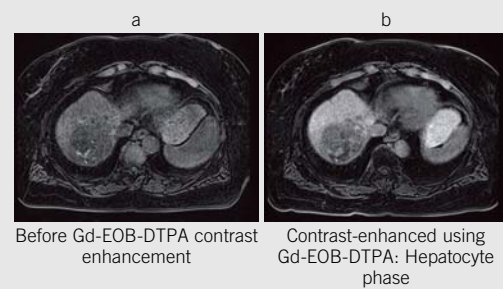 a
b
Before Gd-EOB-DTPA contrast
enhancement
Contrast-enhanced using
Gd-EOB-DTPA: Hepatocyte
phase